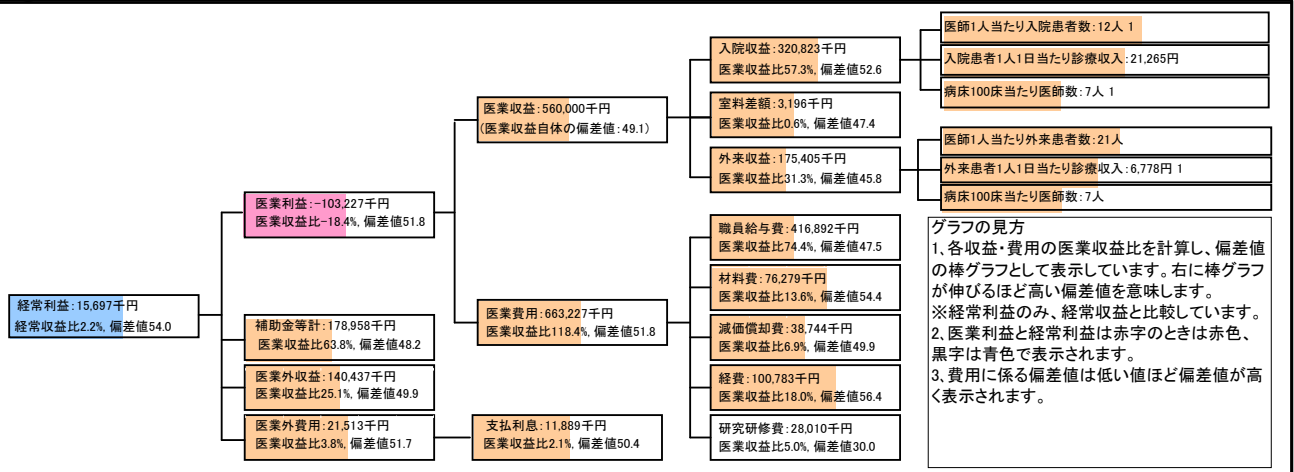 経常利益:15,697千円
経常収益比2.2%, 偏差値54.0
医業利益:-103,227千円
医業収益比-18.4%, 偏差値51.8
補助金等計:178,958千円
医業収益比63.8%, 偏差値48.2
医業外収益:140,437千円
医業収益比25.1%, 偏差値49.9
医業外費用:21,513千円
医業収益比3.8%, 偏差値51.7
支払利息:11,889千円
医業収益比2.1%, 偏差値50.4
医業収益:560,000千円
(医業収益自体の偏差値:49.1)
医業費用:663,227千円
医業収益比118.4%, 偏差値51.8
入院収益:320,823千円
医業収益比57.3%, 偏差値52.6
室料差額:3,196千円
医業収益比0.6%, 偏差値47.4
外来収益:175,405千円
医業収益比31.3%, 偏差値45.8
職員給与費:416,892千円
医業収益比74.4%, 偏差値47.5
材料費:76,279千円
医業収益比13.6%, 偏差値54.4
減価償却費:38,744千円
医業収益比6.9%, 偏差値49.9
経費:100,783千円
医業収益比18.0%, 偏差値56.4
研究研修費:28,010千円
医業収益比5.0%, 偏差値30.0
医師1人当たり入院患者数:12人 1
入院患者1人1日当たり診療収入:21,265円
病床100床当たり医師数:7人 1
医師1人当たり外来患者数:21人
外来患者1人1日当たり診療収入:6,778円 1
病床100床当たり医師数:7人
グラフの見方
1、各収益・費用の医業収益比を計算し、偏差値
の棒グラフとして表示しています。右に棒グラフ
が伸びるほど高い偏差値を意味します。
※経常利益のみ、経常収益と比較しています。
2、医業利益と経常利益は赤字のときは赤色、
黒字は青色で表示されます。
3、費用に係る偏差値は低い値ほど偏差値が高
く表示されます。